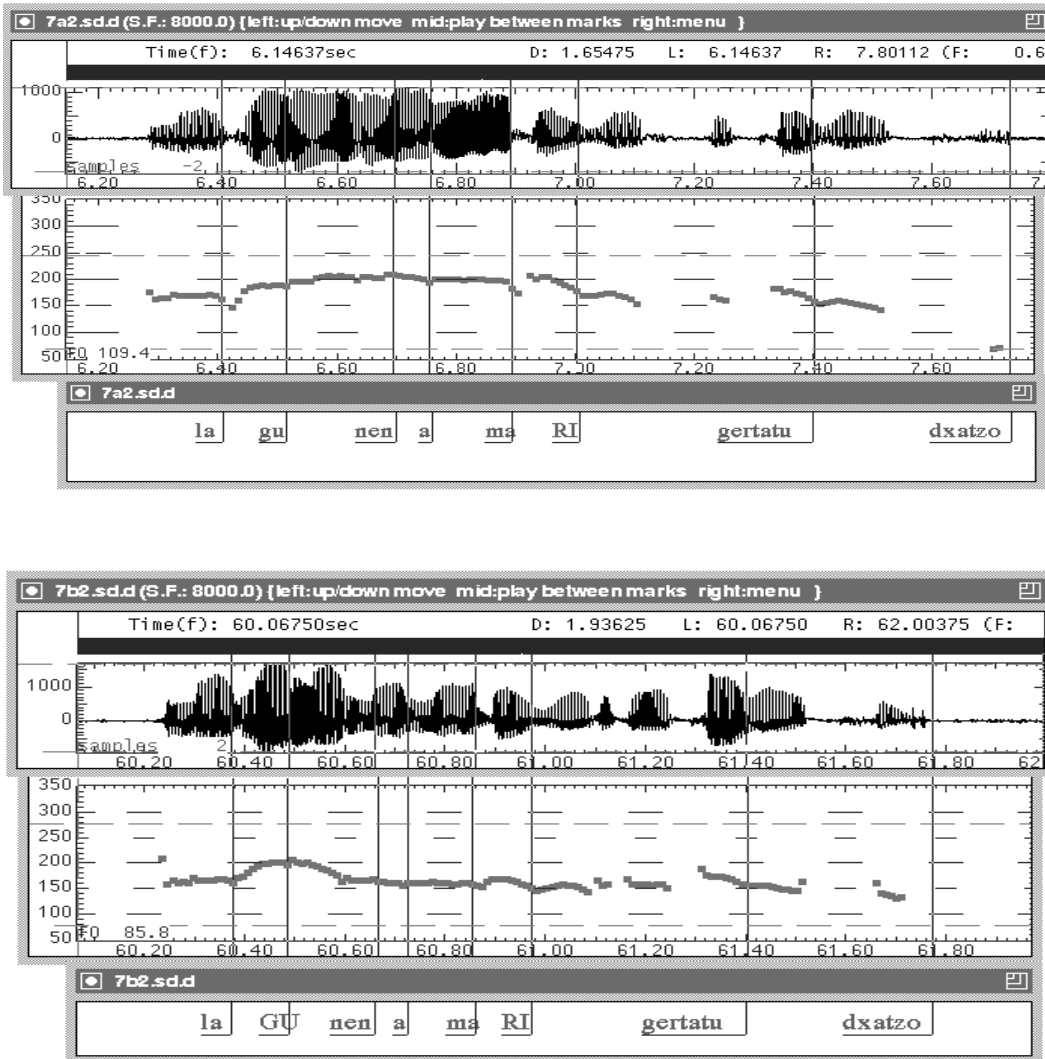 7a2.sd.d (S.F.: 8000.0) {left:up/down move mid:play between marks right:menu }
Time(f): 6.14637sec D: 1.65475 L: 6.14637 R: 7.80112 (F: 0.6
1000
0
samples -2
6.20 6.40 6.60 6.80 7.00 7.20 7.40 7.60 7.
350
300
250
200
150
100
50 F0 109.4
6.20 6.40 6.60 6.80 7.00 7.20 7.40 7.60
7a2.sd.d
la gu nen a ma RI gertatu dxatzo
7b2.sd.d (S.F.: 8000.0) {left:up/down move mid:play between marks right:menu }
Time(f): 60.06750sec D: 1.93625 L: 60.06750 R: 62.00375 (F:
1000
0
samples 2
60.20 60.40 60.60 60.80 61.00 61.20 61.40 61.60 61.80 62
350
300
250
200
150
100
50 F0 85.8
60.20 60.40 60.60 60.80 61.00 61.20 61.40 61.60 61.80
7b2.sd.d
la GU nen a ma RI gertatu dxatzo